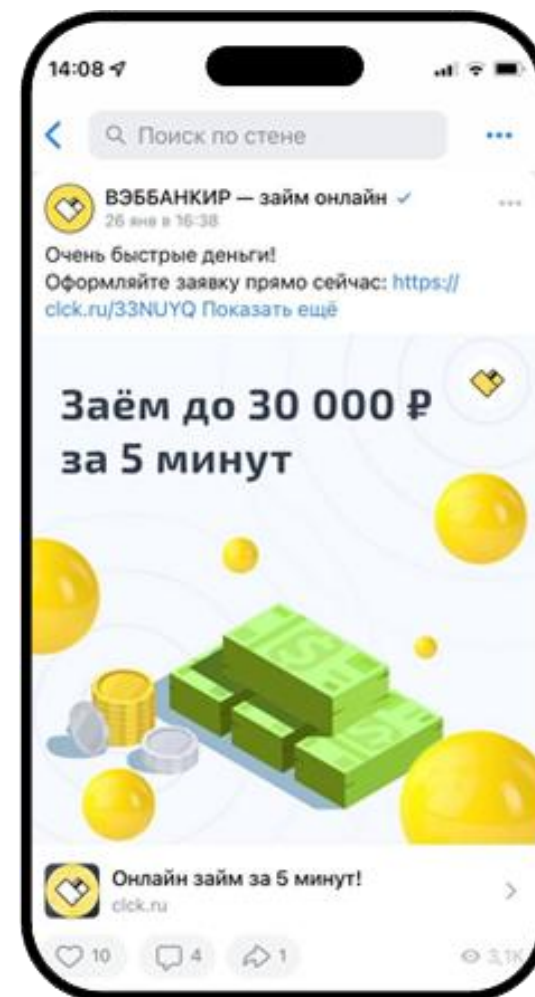 14:08
Поиск по стене
ВЭББАНКИР — займ онлайн
26 янв в 16:38
Очень быстрые деньги!
Оформляйте заявку прямо сейчас: https://
clck.ru/33NUYQ Показать ещё
Заём до 30 000 ₽
за 5 минут
Онлайн займ за 5 минут!
clck.ru
10 4 1 3,1K